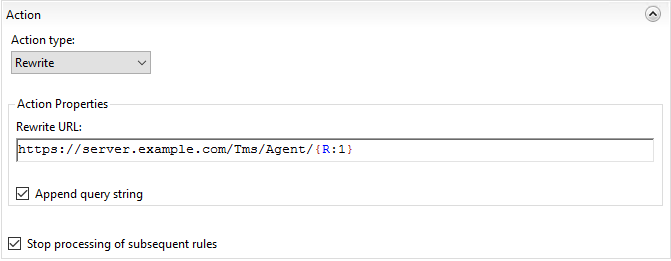 Action
Action type:
Rewrite
Action Properties
Rewrite URL:
https://server.example.com/Tms/Agent/{R:1}
Append query string
Stop processing of subsequent rules